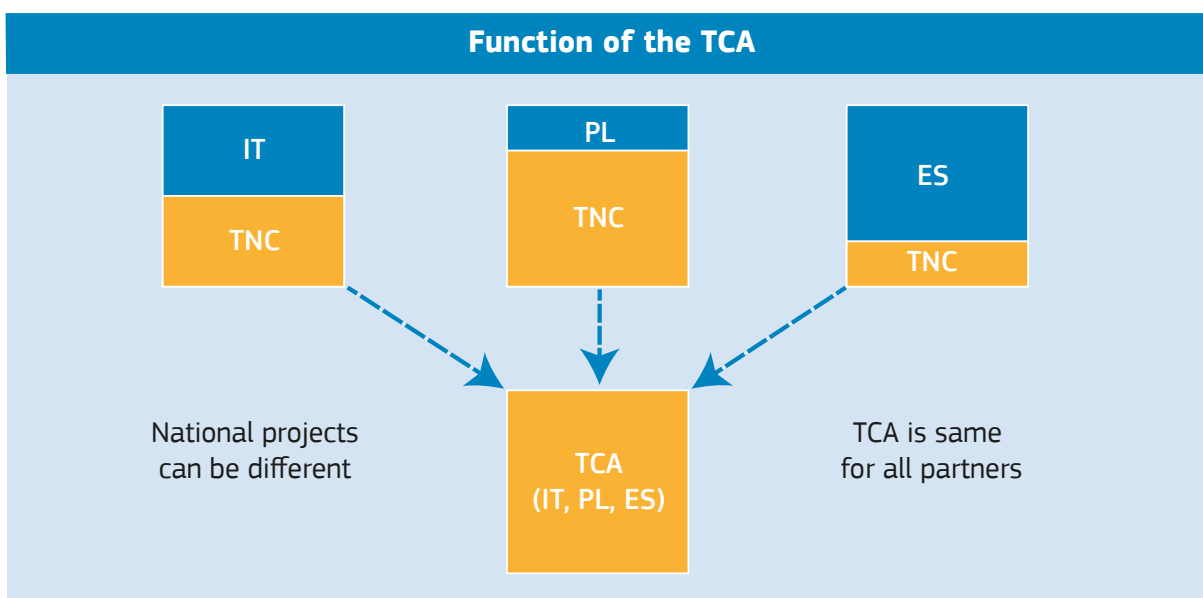 Function of the TCA
IT
TNC
PL
TNC
ES
TNC
National projects
can be different
TCA
(IT, PL, ES)
TCA is same
for all partners